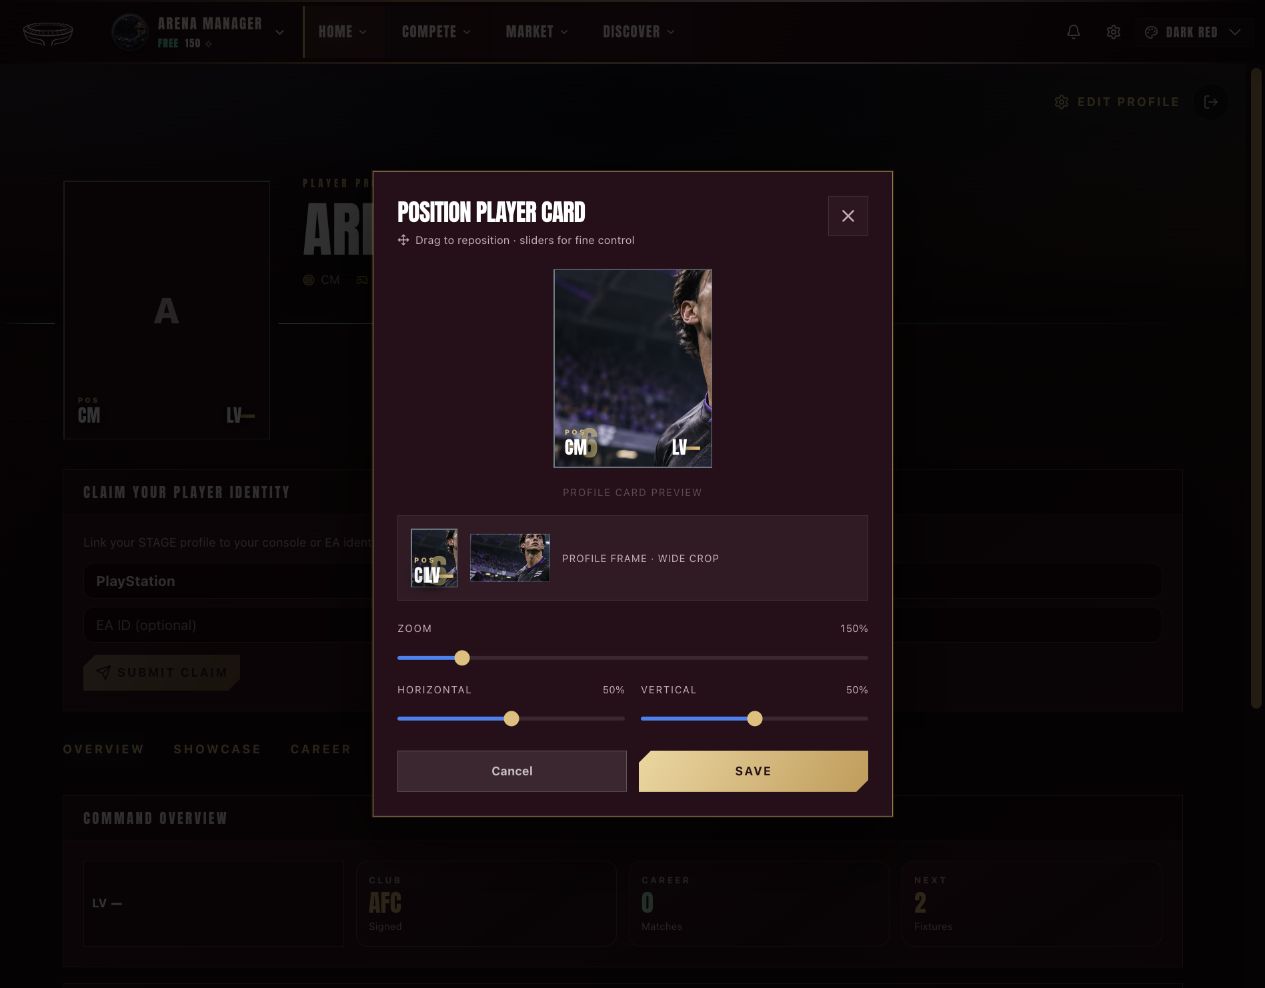 ARENA MANAGER
FREE 150
HOME
COMPETE
MARKET
DISCOVER
DARK RED
EDIT PROFILE
A
POS
CM
LV—
CM
POSITION PLAYER CARD
Drag to reposition · sliders for fine control
POS
CM
6
LV—
PROFILE CARD PREVIEW
POS
PROFILE FRAME · WIDE CROP
ZOOM
150%
HORIZONTAL
50%
VERTICAL
50%
Cancel
SAVE
CLAIM YOUR PLAYER IDENTITY
Link your STAGE profile to your console or EA
PlayStation
EA ID (optional)
SUBMIT CLAIM
OVERVIEW
SHOWCASE
CAREER
COMMAND OVERVIEW
LV —
CLUB
AFC
Signed
CAREER
0
Matches
NEXT
2
Fixtures